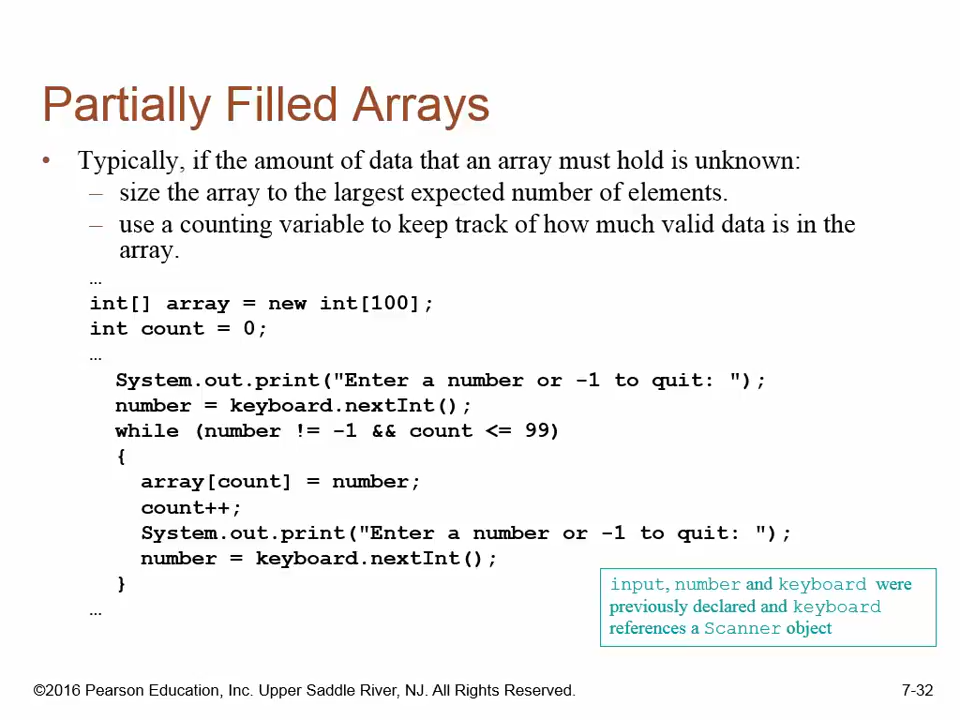 Partially Filled Arrays
• Typically, if the amount of data that an array must hold is unknown:
– size the array to the largest expected number of elements.
– use a counting variable to keep track of how much valid data is in the
array.
…
int[] array = new int[100];
int count = 0;
…
System.out.print("Enter a number or -1 to quit: ");
number = keyboard.nextInt();
while (number != -1 && count <= 99)
{
array[count] = number;
count++;
System.out.print("Enter a number or -1 to quit: ");
number = keyboard.nextInt();
}
…
input, number and keyboard were
previously declared and keyboard
references a Scanner object
©2016 Pearson Education, Inc. Upper Saddle River, NJ. All Rights Reserved.
7-32